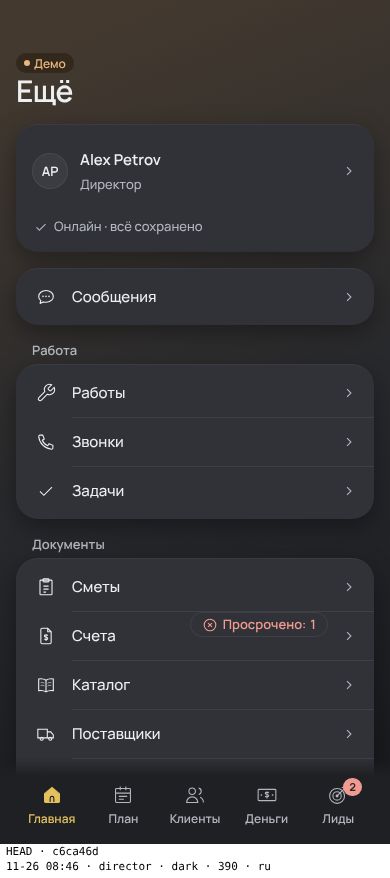 Демо
Ещё
AP
Alex Petrov
Директор
Онлайн · всё сохранено
Сообщения
Работа
Работы
Звонки
Задачи
Документы
Сметы
Счета
Просрочено: 1
Каталог
Поставщики
2
Главная
План
Клиенты
Деньги
Лиды
HEAD · c6ca46d
11-26 08:46 · director · dark · 390 · ru